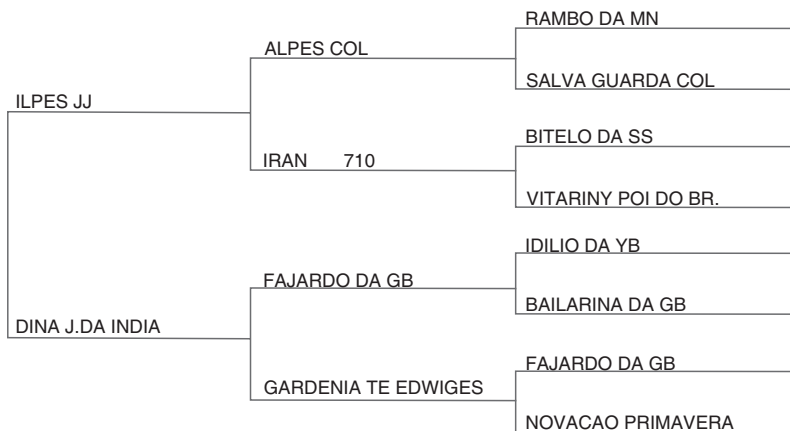 RAMBO DA MN
ALPES COL
SALVA GUARDA COL
ILPES JJ
BITELO DA SS
IRAN 710
VITARINY POI DO BR.
IDILIO DA YB
FAJARDO DA GB
BAILARINA DA GB
DINA J.DA INDIA
FAJARDO DA GB
GARDENIA TE EDWIGES
NOVACAO PRIMAVERA